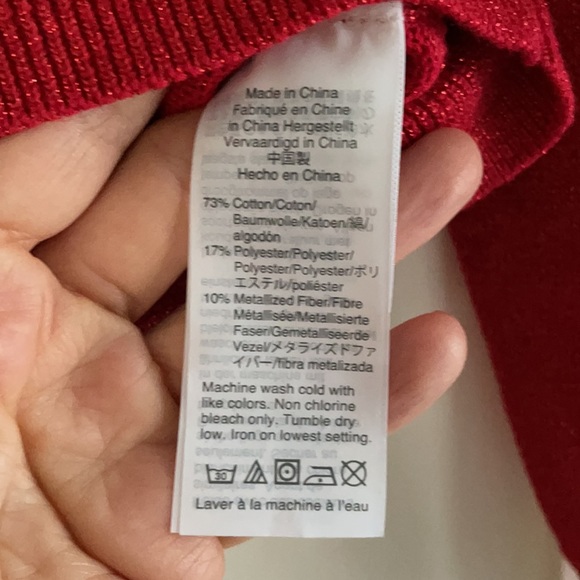 Made in China
Fabriqué en Chine
in China Hergestellt
Vervaardigd in China
中国製
Hecho en China
73% Cotton/Coton/
Baumwolle/Katoen/綿/
algodón
17% Polyester/Polyester/
Polyester/Polyester/ポリ
エステル/poliéster
10% Metallized Fiber/Fibre
Métallisée/Metallisierte
Faser/Gemetalliseerde
Vezel/メタライズドファ
イバー/fibra metalizada
Machine wash cold with
like colors. Non chlorine
bleach only. Tumble dry
low. Iron on lowest setting.
30
Laver à la machine à l'eau